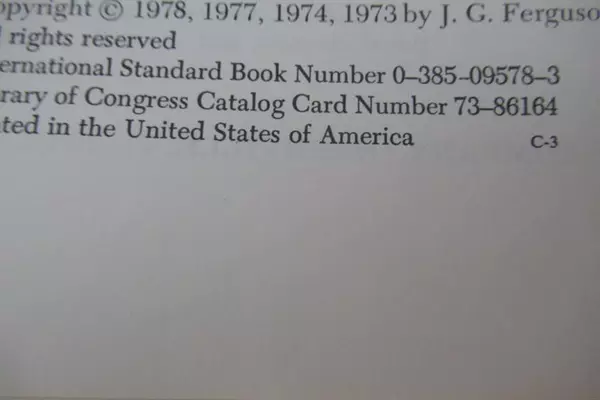 opyright © 1978, 1977, 1974, 1973 by J. G. Ferguso
rights reserved
ernational Standard Book Number 0–385–09578–3
rary of Congress Catalog Card Number 73–86164
ted in the United States of America C-3